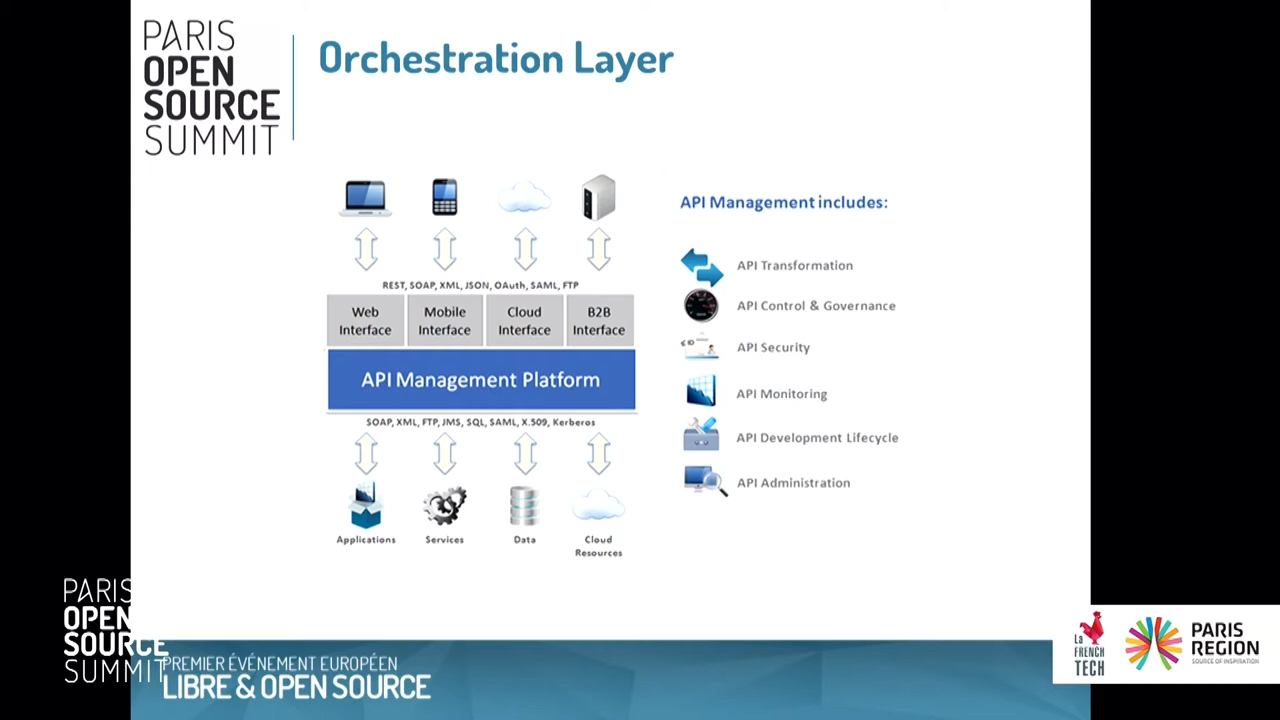 PARIS
OPEN
SOURCE
SUMMIT
Orchestration Layer
REST, SOAP, XML, JSON, OAuth, SAML, FTP
Web Interface
Mobile Interface
Cloud Interface
B2B Interface
API Management Platform
SOAP, XML, FTP, JMS, SQL, SAML, X.509, Kerberos
Applications
Services
Data
Cloud Resources
API Management includes:
API Transformation
API Control & Governance
API Security
API Monitoring
API Development Lifecycle
API Administration
PARIS
OPEN
SOURCE
SUMMIT
PREMIER ÉVÉNEMENT EUROPÉEN
LIBRE & OPEN SOURCE
La
FRENCH
TECH
PARIS
REGION
SOURCE OF INSPIRATION